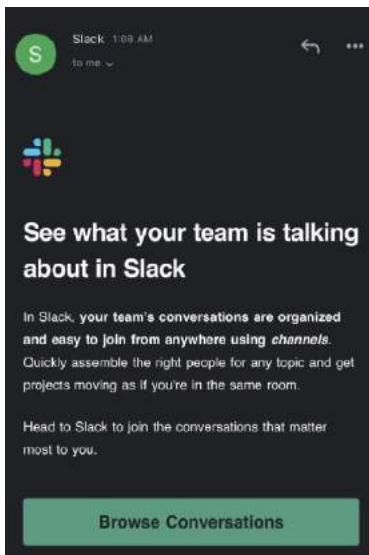 S
Slack 1:08 AM
to me
See what your team is talking
about in Slack
In Slack, your team's conversations are organized
and easy to join from anywhere using channels.
Quickly assemble the right people for any topic and get
projects moving as if you're in the same room.
Head to Slack to join the conversations that matter
most to you.
Browse Conversations